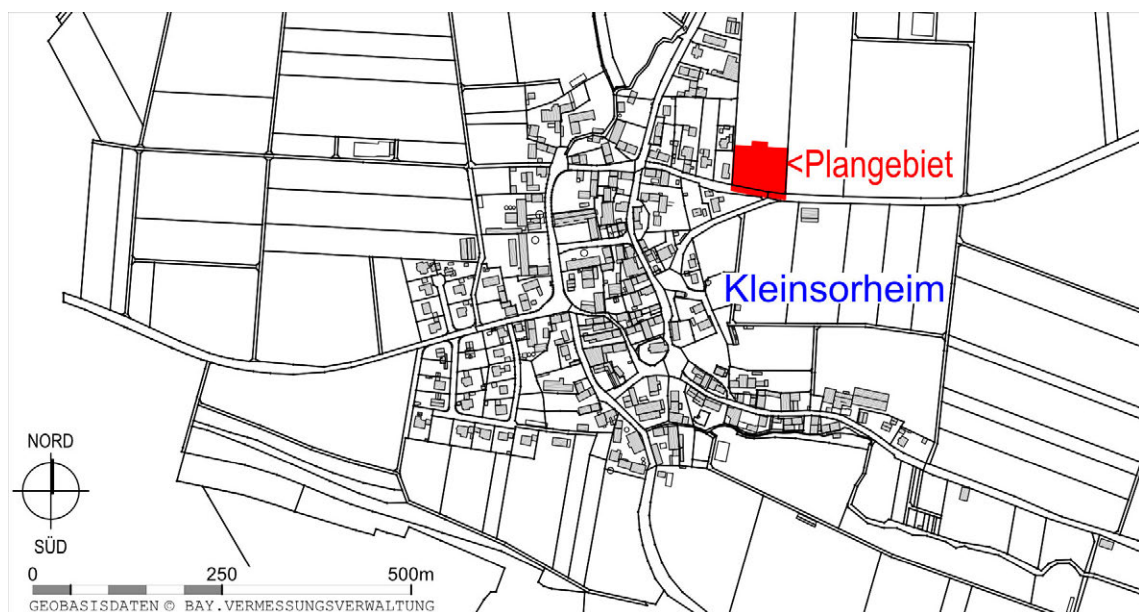 <Plangebiet
Kleinsorheim
NORD
SÜD
0 250 500m
GEOBASISDATEN © BAY.VERMESSUNGSVERWALTUNG